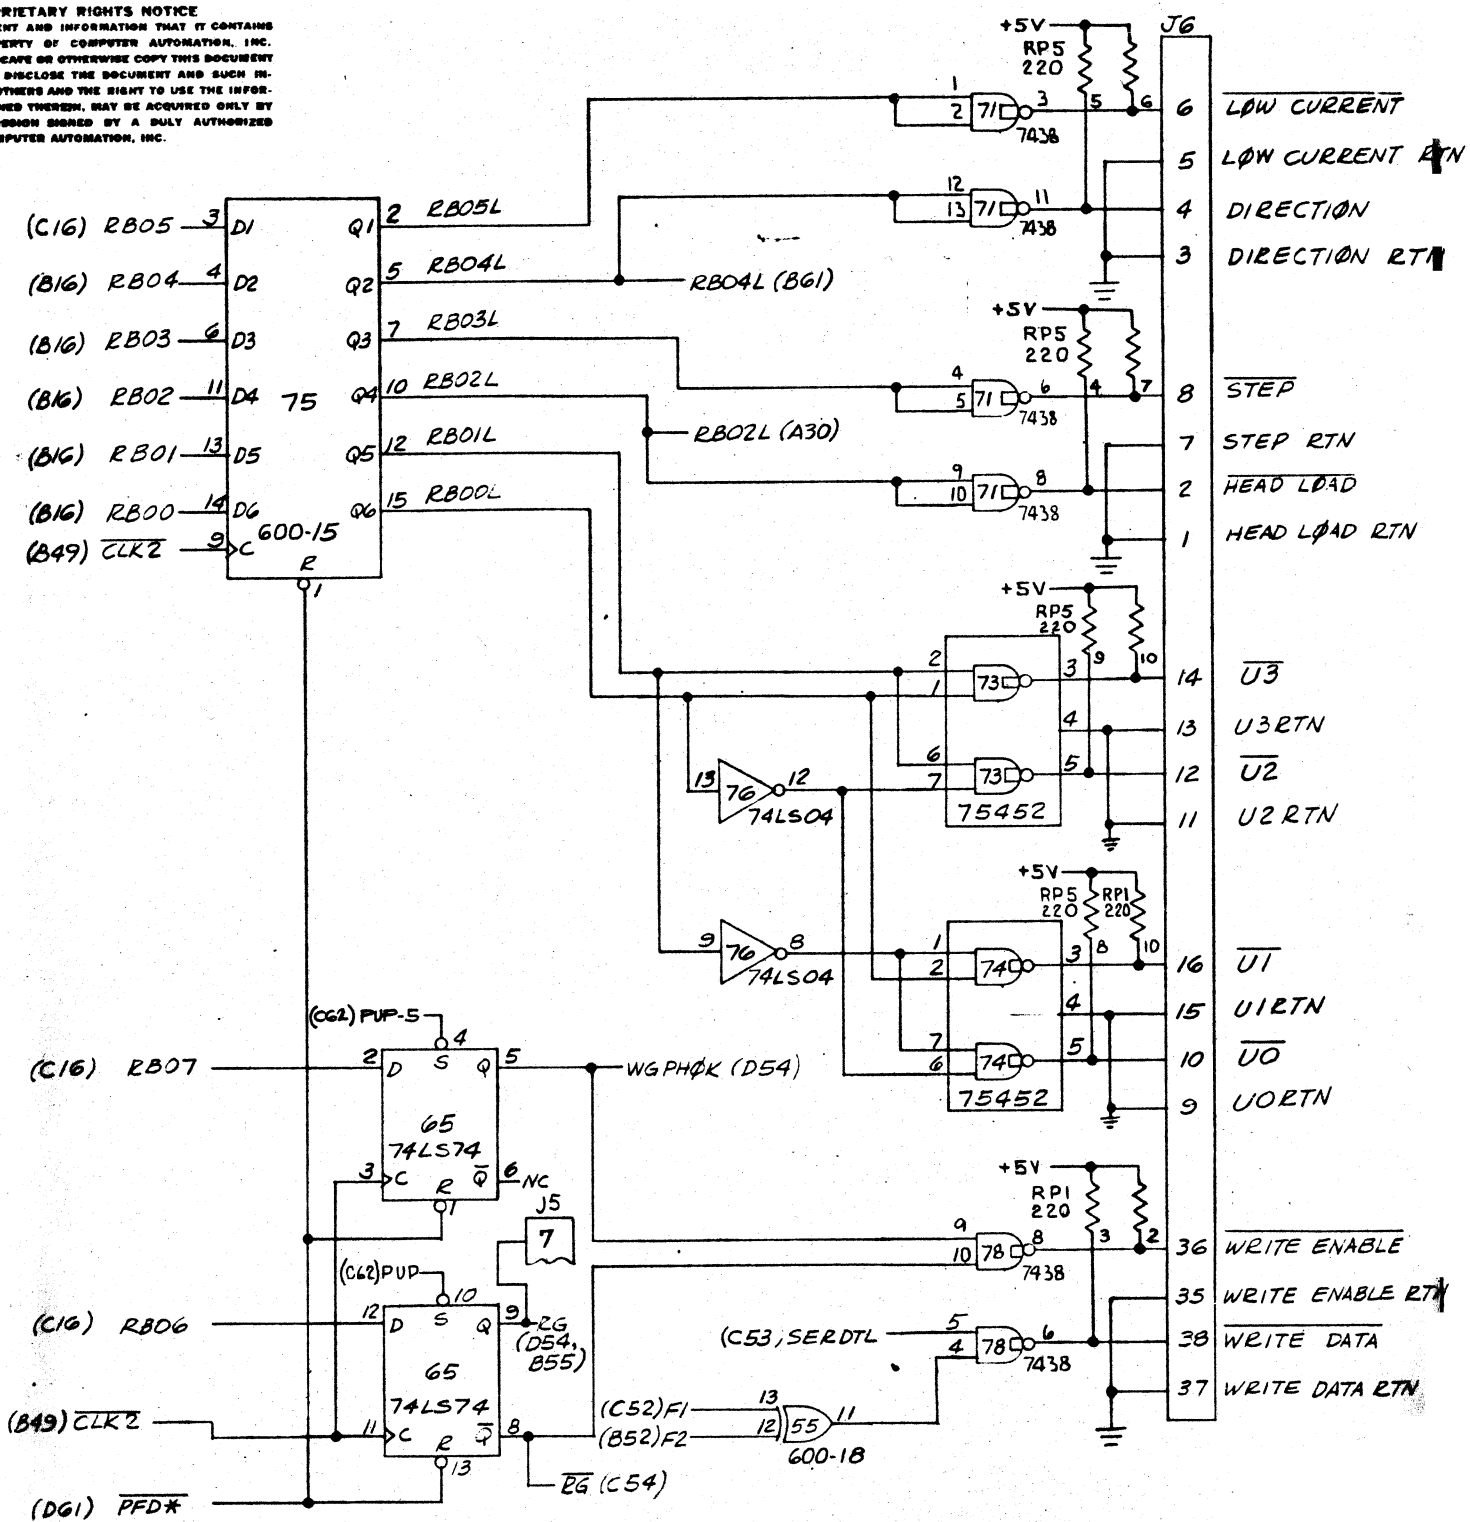 RIETARY RIGHTS NOTICE
ENT AND INFORMATION THAT IT CONTAINS
PERTY OF COMPUTER AUTOMATION, INC.
CATE OR OTHERWISE COPY THIS DOCUMENT
DISCLOSE THE DOCUMENT AND SUCH IN-
OTHERS AND THE RIGHT TO USE THE INFOR-
NED THEREIN, MAY BE ACQUIRED ONLY BY
SIGNED BY A DULY AUTHORIZED
MPUTER AUTOMATION, INC.
+5V
RP5
220
J6
1
2
71
3
7438
5
6
6
LØW CURRENT
5
LØW CURRENT RTN
12
13
71
11
7438
4
DIRECTIØN
3
DIRECTIØN RTN
(C16) RB05
3
D1
Q1
2
RB05L
(B16) RB04
4
D2
Q2
5
RB04L
RB04L (B61)
(B16) RB03
6
D3
Q3
7
RB03L
(B16) RB02
11
D4
75
Q4
10
RB02L
RB02L (A30)
(B16) RB01
13
D5
Q5
12
RB01L
(B16) RB00
14
D6
Q6
15
RB00L
600-15
(B49) CLK2
9
C
R
1
+5V
RP5
220
4
5
71
6
7438
4
7
8
STEP
7
STEP RTN
9
10
71
8
7438
2
HEAD LØAD
1
HEAD LØAD RTN
+5V
RP5
220
9
10
2
1
73
3
14
U3
4
13
U3RTN
6
7
73
5
12
U2
75452
11
U2RTN
13
76
12
74LS04
+5V
RP5
220
RP1
220
8
10
9
76
8
74LS04
1
2
74
3
16
U1
4
15
U1RTN
7
6
74
5
10
U0
75452
9
U0RTN
(C62) PUP-5
4
(C16) RB07
2
D
S
Q
5
WGPHØK (D54)
65
74LS74
3
C
R
Q
6
NC
1
J5
7
+5V
RP1
220
3
2
9
10
78
8
7438
36
WRITE ENABLE
35
WRITE ENABLE RTN
(C62) PUP
10
(C16) RB06
12
D
S
Q
9
RG
(D54,
B55)
65
74LS74
(C53, SERDTL
5
4
78
6
7438
38
WRITE DATA
37
WRITE DATA RTN
(B49) CLK2
11
C
R
Q
8
13
RG (C54)
(C52) F1
13
(B52) F2
12
55
11
600-18
(D61) PFD*